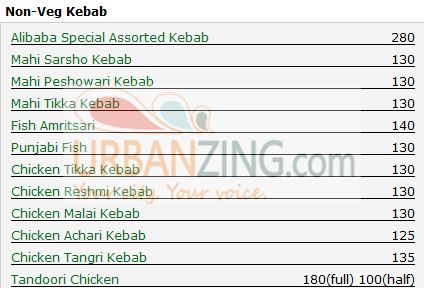 Non-Veg Kebab
Alibaba Special Assorted Kebab 280
Mahi Sarsho Kebab 130
Mahi Peshowari Kebab 130
Mahi Tikka Kebab 130
Fish Amritsari 140
Punjabi Fish 130
URBANZING.com
Chicken Tikka Kebab 130
Chicken Reshmi Kebab 130
Your city. Your voice.
Chicken Malai Kebab 130
Chicken Achari Kebab 125
Chicken Tangri Kebab 135
Tandoori Chicken 180(full) 100(half)